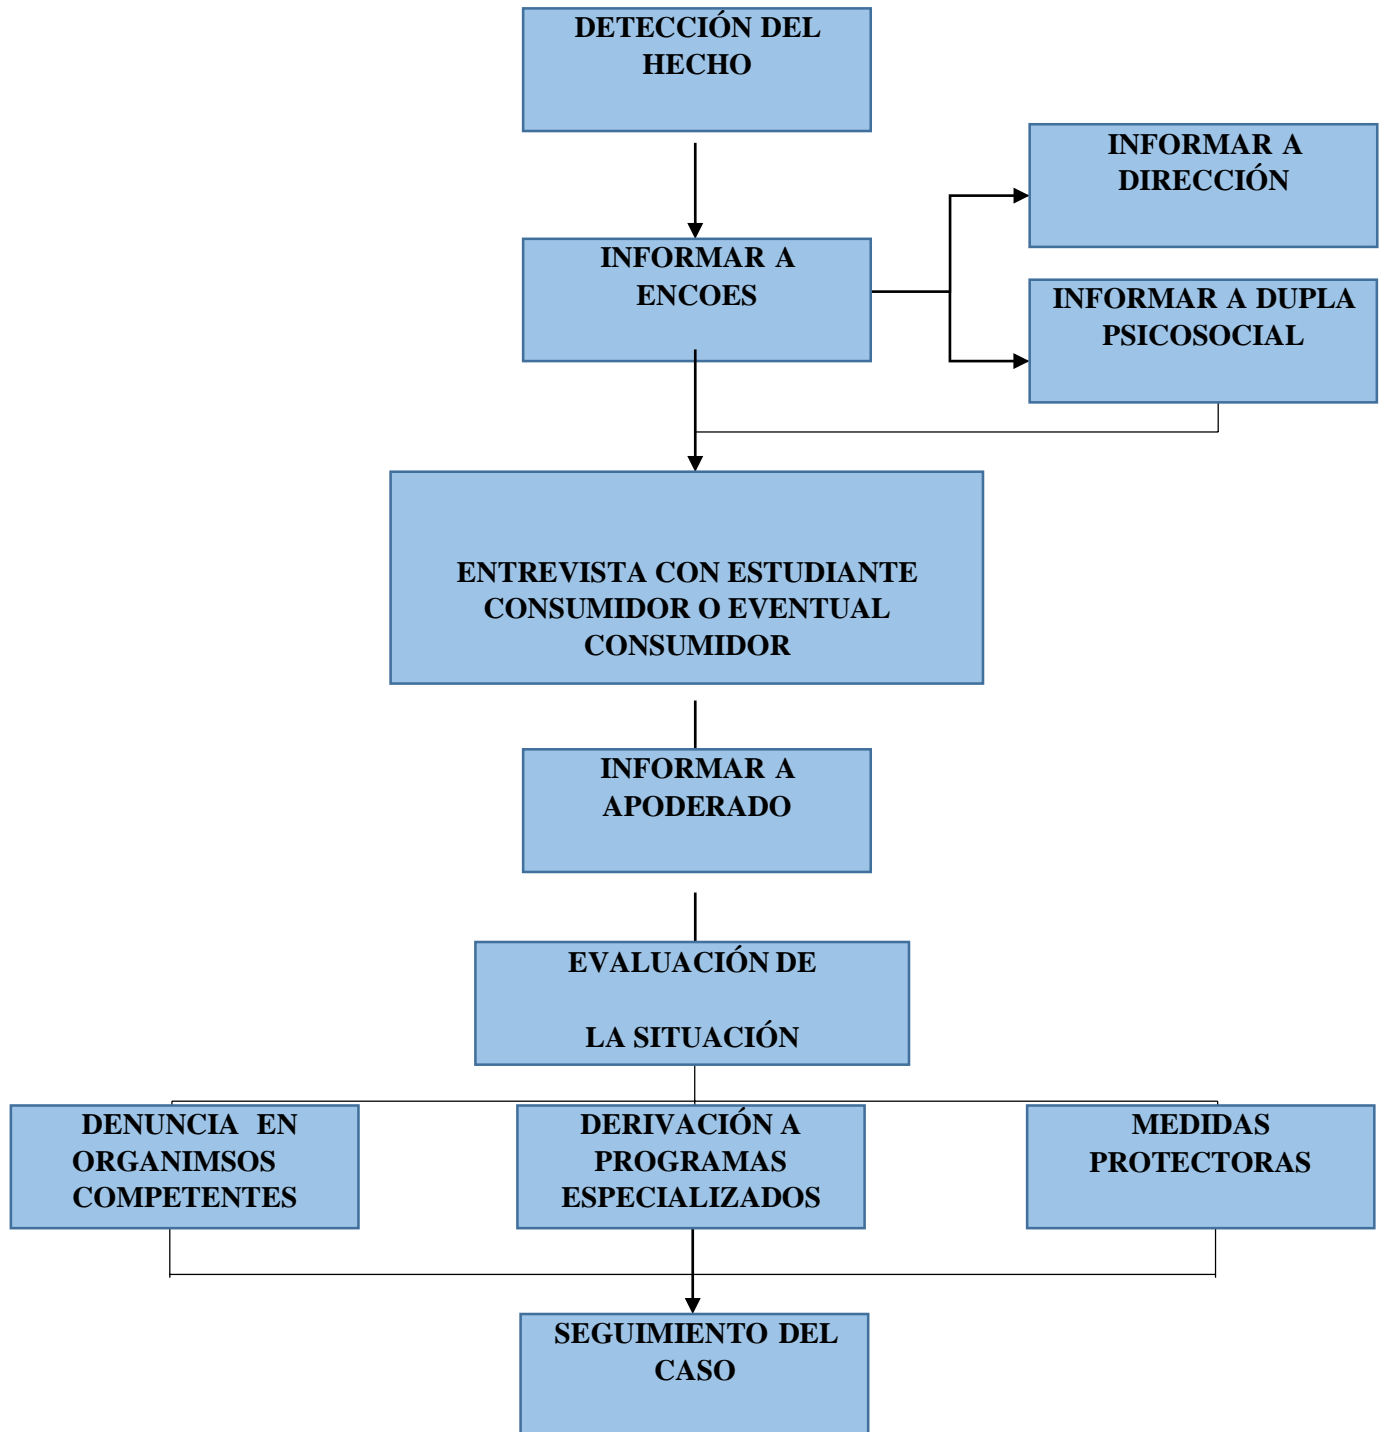 DETECCIÓN DEL
HECHO
INFORMAR A
DIRECCIÓN
INFORMAR A
ENCOES
INFORMAR A DUPLA
PSICOSOCIAL
ENTREVISTA CON ESTUDIANTE
CONSUMIDOR O EVENTUAL
CONSUMIDOR
INFORMAR A
APODERADO
EVALUACIÓN DE
LA SITUACIÓN
DENUNCIA EN
ORGANIMSOS
COMPETENTES
DERIVACIÓN A
PROGRAMAS
ESPECIALIZADOS
MEDIDAS
PROTECTORAS
SEGUIMIENTO DEL
CASO